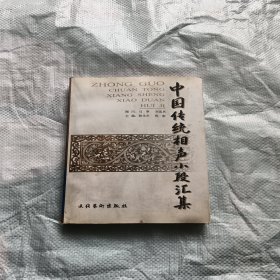 ZHONG GUO
CHUAN TONG
XIANG SHENG
XIAO DUAN
HUI JI
中国传统相声小段汇集
文化艺术出版社